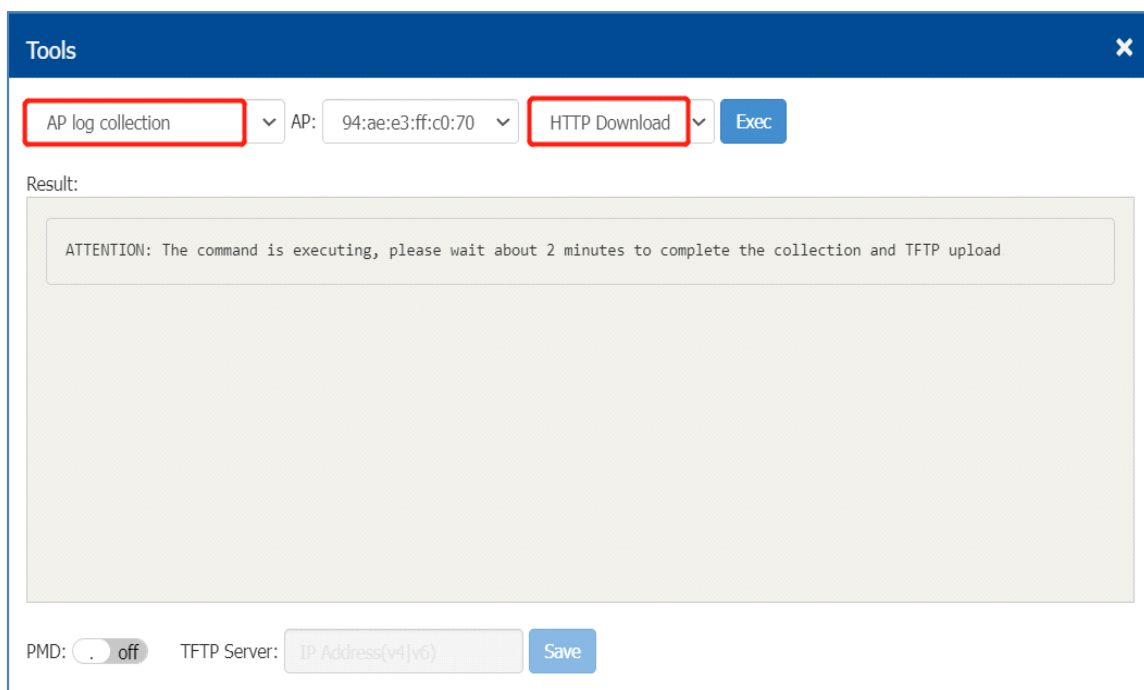 Tools
AP log collection AP: 94:ae:e3:ff:c0:70 HTTP Download Exec
Result:
ATTENTION: The command is executing, please wait about 2 minutes to complete the collection and TFTP upload
PMD: . off TFTP Server: IP Address(v4|v6) Save